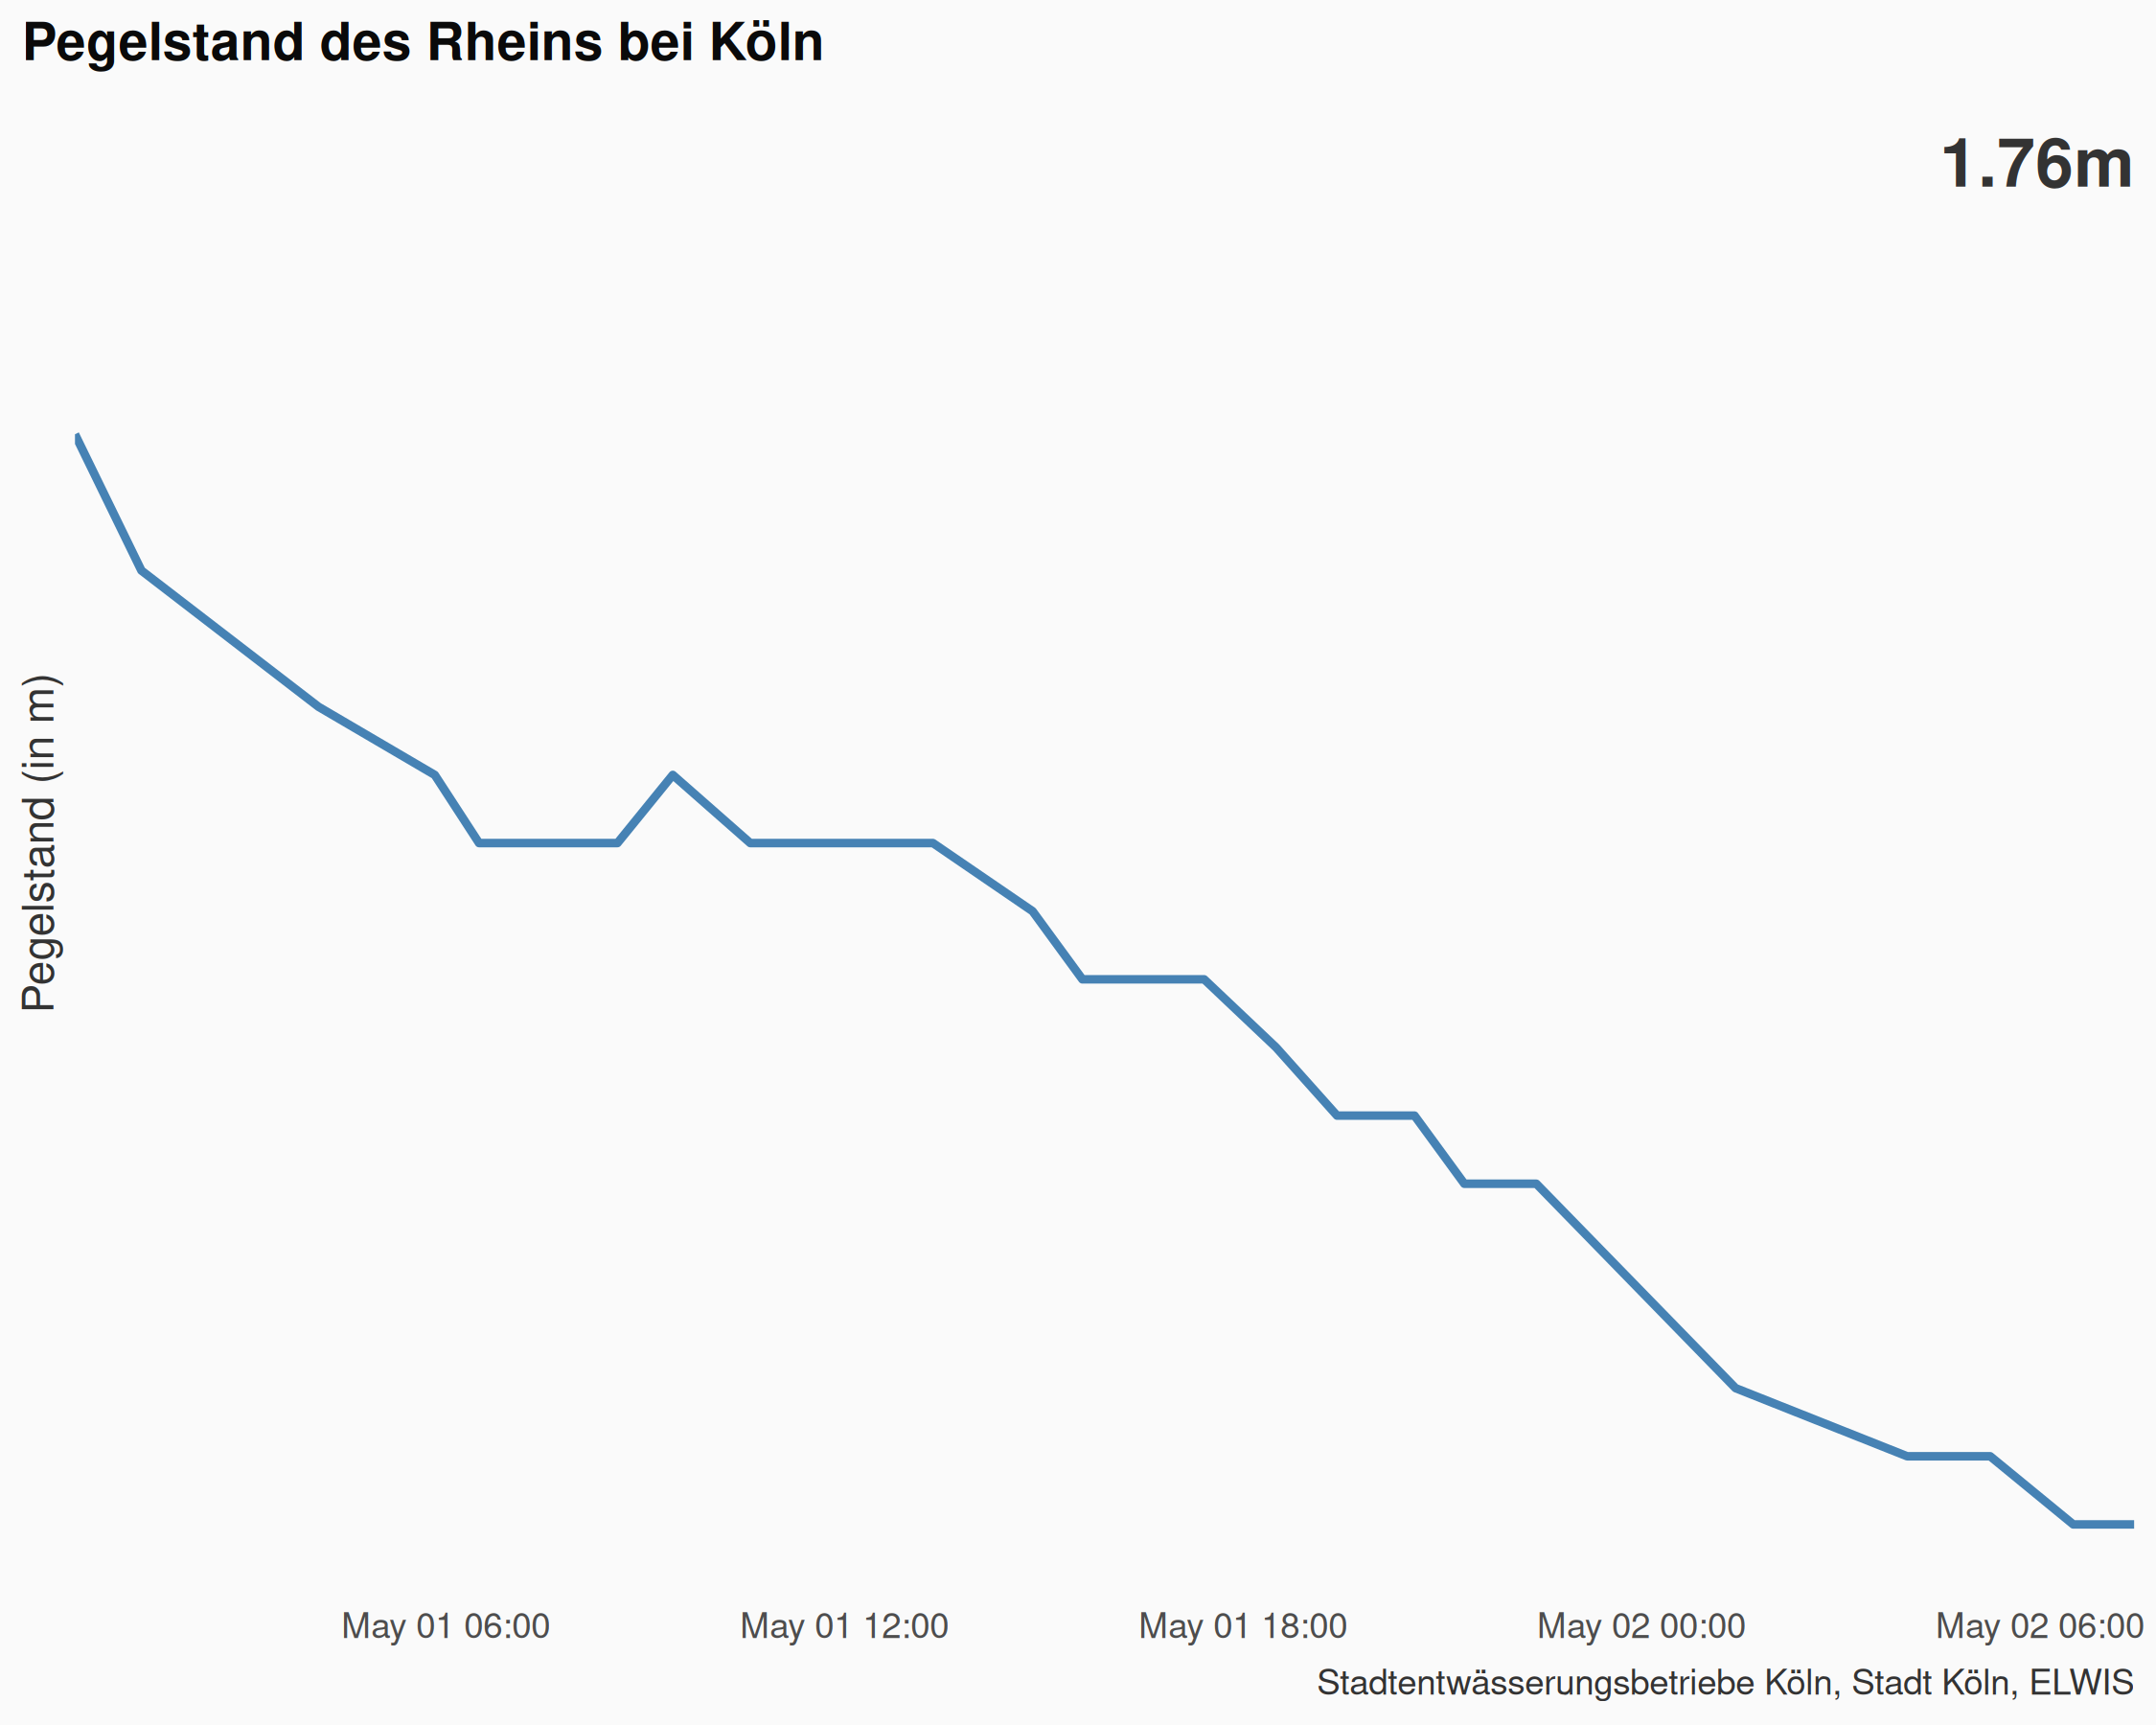 Pegelstand des Rheins bei Köln
1.76m
Pegelstand (in m)
May 01 06:00 May 01 12:00 May 01 18:00 May 02 00:00 May 02 06:00
Stadtentwässerungsbetriebe Köln, Stadt Köln, ELWIS